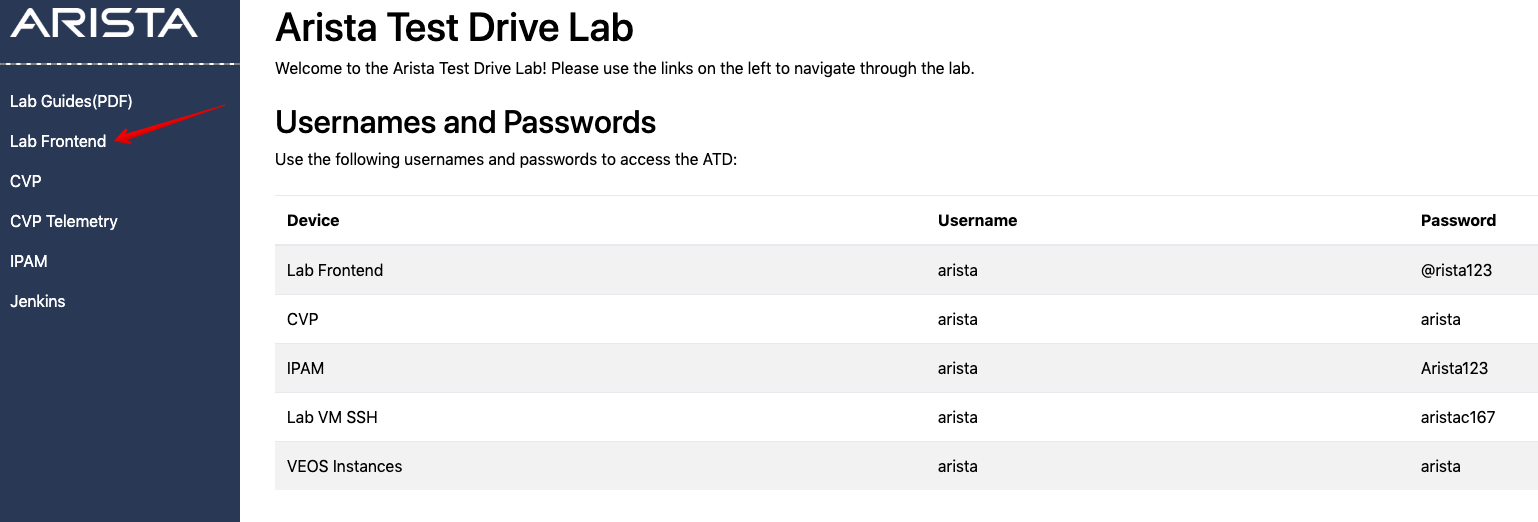 ARISTA
Lab Guides(PDF)
Lab Frontend
CVP
CVP Telemetry
IPAM
Jenkins
Arista Test Drive Lab
Welcome to the Arista Test Drive Lab! Please use the links on the left to navigate through the lab.
Usernames and Passwords
Use the following usernames and passwords to access the ATD:
Device Username Password
Lab Frontend arista @rista123
CVP arista arista
IPAM arista Arista123
Lab VM SSH arista aristac167
VEOS Instances arista arista